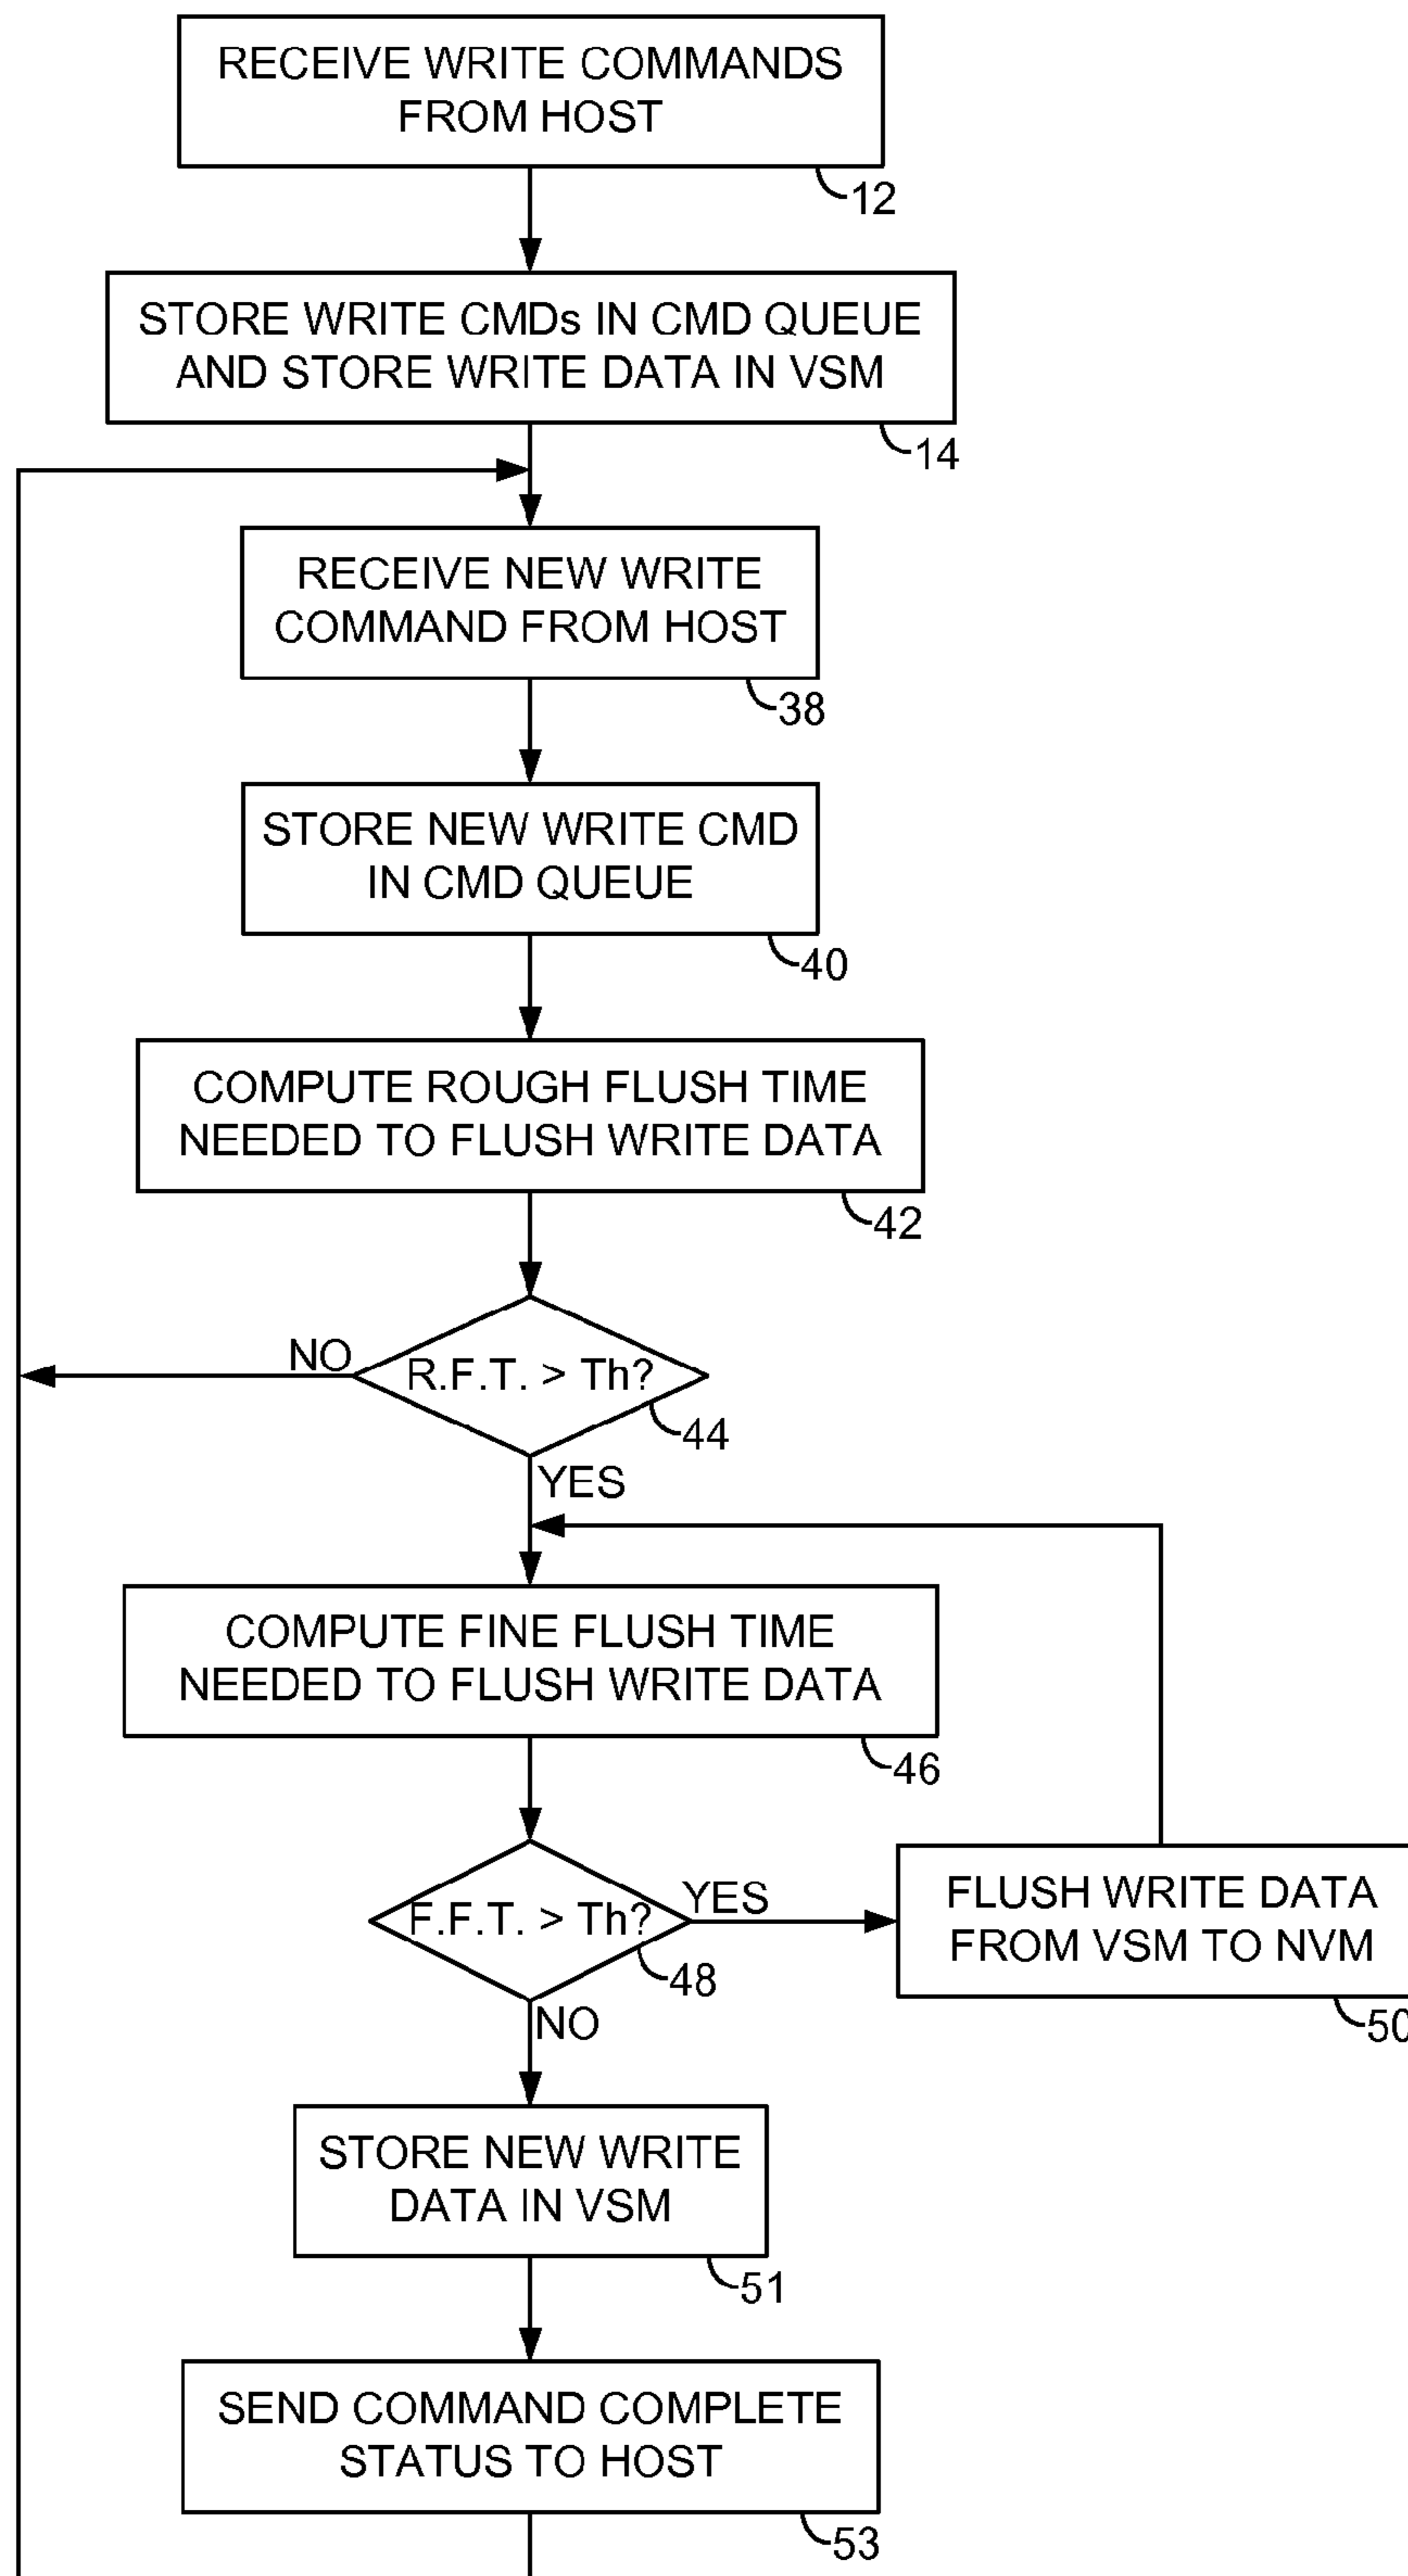 RECEIVE WRITE COMMANDS
FROM HOST
12
STORE WRITE CMDs IN CMD QUEUE
AND STORE WRITE DATA IN VSM
14
RECEIVE NEW WRITE
COMMAND FROM HOST
38
STORE NEW WRITE CMD
IN CMD QUEUE
40
COMPUTE ROUGH FLUSH TIME
NEEDED TO FLUSH WRITE DATA
42
NO
R.F.T. > Th?
44
YES
COMPUTE FINE FLUSH TIME
NEEDED TO FLUSH WRITE DATA
46
F.F.T. > Th?
YES
48
NO
FLUSH WRITE DATA
FROM VSM TO NVM
50
STORE NEW WRITE
DATA IN VSM
51
SEND COMMAND COMPLETE
STATUS TO HOST
53